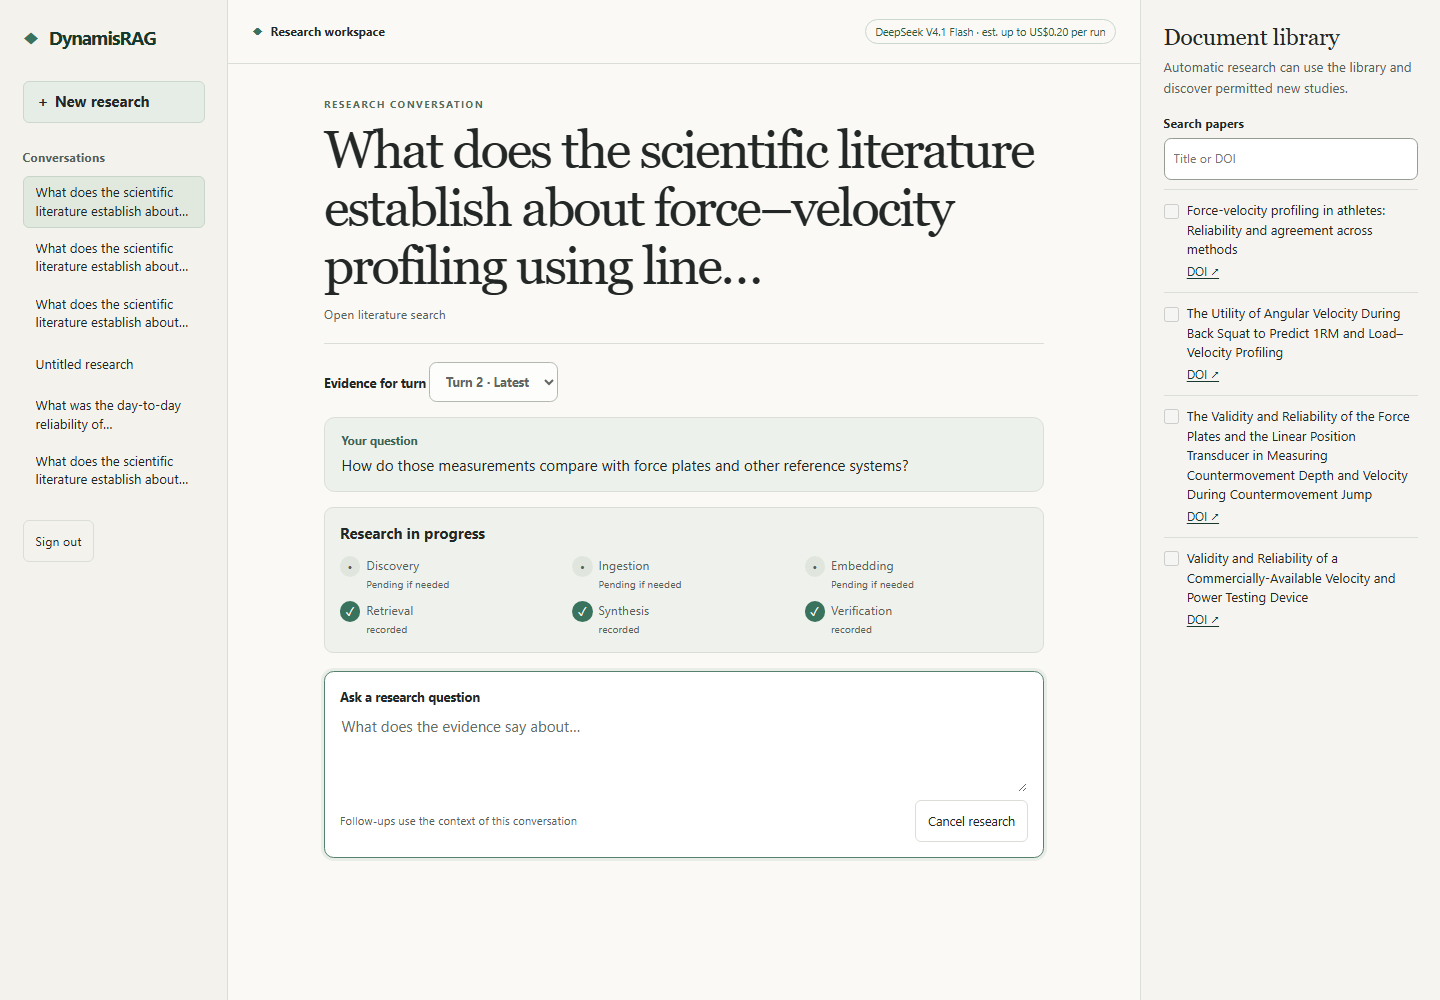 DynamisRAG
+ New research
Conversations
What does the scientific
literature establish about...
What does the scientific
literature establish about...
What does the scientific
literature establish about...
Untitled research
What was the day-to-day
reliability of...
What does the scientific
literature establish about...
Sign out
Research workspace
DeepSeek V4.1 Flash · est. up to US$0.20 per run
RESEARCH CONVERSATION
What does the scientific literature
establish about force–velocity
profiling using line...
Open literature search
Evidence for turn
Turn 2 · Latest
Your question
How do those measurements compare with force plates and other reference systems?
Research in progress
Discovery
Pending if needed
Ingestion
Pending if needed
Embedding
Pending if needed
Retrieval
recorded
Synthesis
recorded
Verification
recorded
Ask a research question
What does the evidence say about...
Follow-ups use the context of this conversation
Cancel research
Document library
Automatic research can use the library and
discover permitted new studies.
Search papers
Title or DOI
Force-velocity profiling in athletes:
Reliability and agreement across
methods
DOI ↗
The Utility of Angular Velocity During
Back Squat to Predict 1RM and Load–
Velocity Profiling
DOI ↗
The Validity and Reliability of the Force
Plates and the Linear Position
Transducer in Measuring
Countermovement Depth and Velocity
During Countermovement Jump
DOI ↗
Validity and Reliability of a
Commercially-Available Velocity and
Power Testing Device
DOI ↗